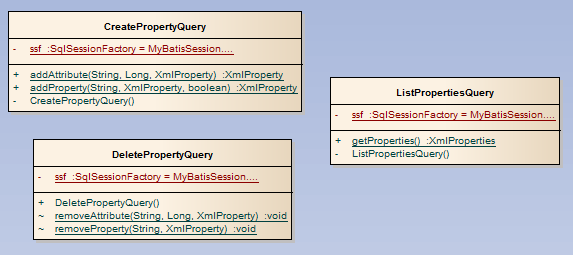 CreatePropertyQuery
- ssf :SqlSessionFactory = MyBatisSession....
+ addAttribute(String, Long, XmlProperty) :XmlProperty
+ addProperty(String, XmlProperty, boolean) :XmlProperty
- CreatePropertyQuery()
ListPropertiesQuery
- ssf :SqlSessionFactory = MyBatisSession....
+ getProperties() :XmlProperties
- ListPropertiesQuery()
DeletePropertyQuery
- ssf :SqlSessionFactory = MyBatisSession....
+ DeletePropertyQuery()
~ removeAttribute(String, Long, XmlProperty) :void
~ removeProperty(String, XmlProperty) :void